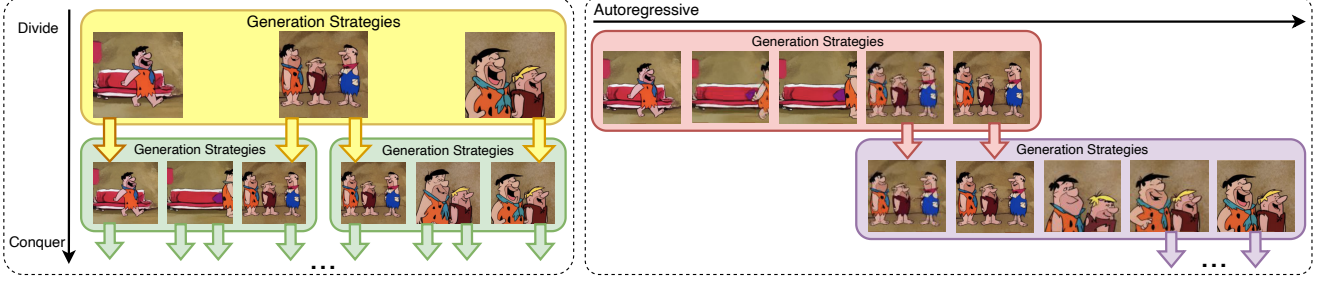 Divide
Generation Strategies
Generation Strategies
Generation Strategies
Conquer
...
Autoregressive
Generation Strategies
Generation Strategies
...